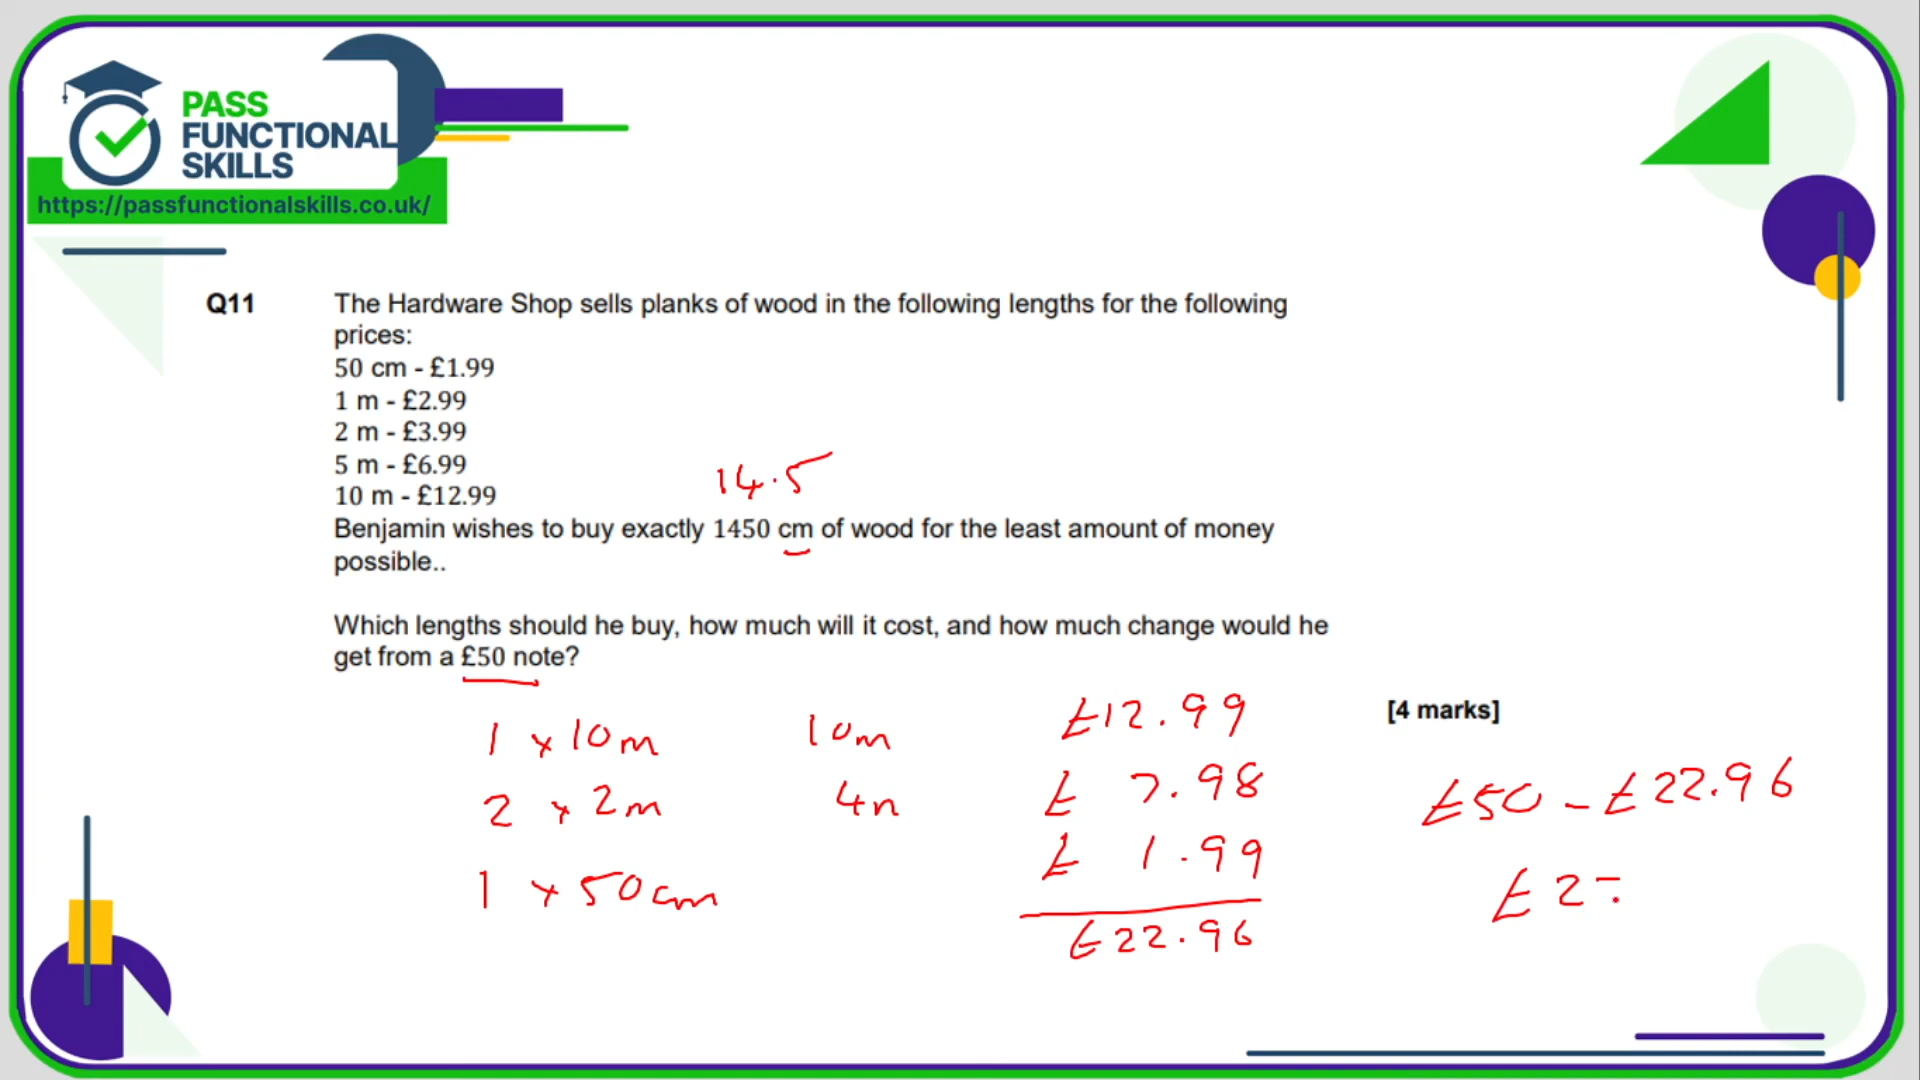 PASS
FUNCTIONAL
SKILLS
https://passfunctionalskills.co.uk/
Q11 The Hardware Shop sells planks of wood in the following lengths for the following
prices:
50 cm - £1.99
1 m - £2.99
2 m - £3.99
5 m - £6.99
10 m - £12.99
14.5
Benjamin wishes to buy exactly 1450 cm of wood for the least amount of money
possible..
Which lengths should he buy, how much will it cost, and how much change would he
get from a £50 note?
[4 marks]
1 x 10m 10m £12.99
2 x 2m 4m £ 7.98
1 x 50cm £ 1.99
£22.96
£50 - £22.96
£2